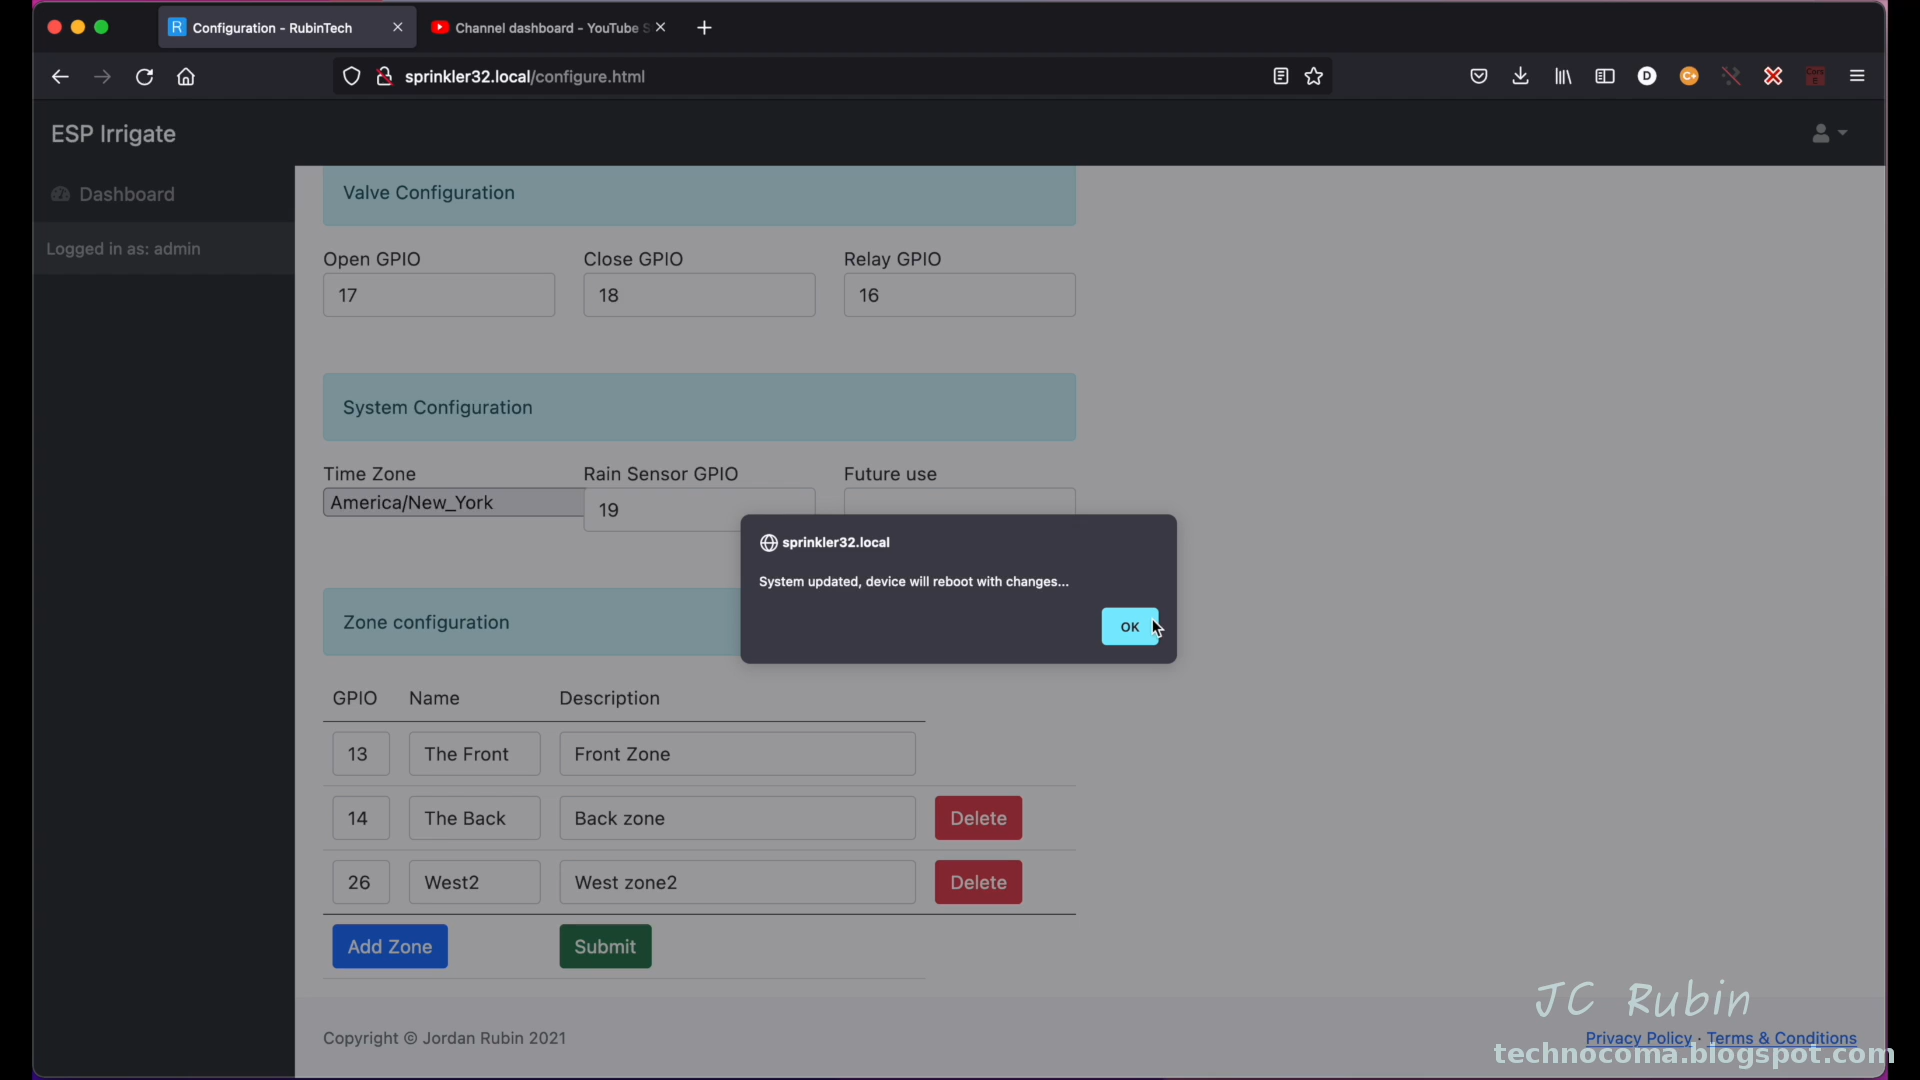 Configuration - RubinTech
Channel dashboard - YouTube S
sprinkler32.local/configure.html
ESP Irrigate
Dashboard
Logged in as: admin
Valve Configuration
Open GPIO Close GPIO Relay GPIO
17 18 16
System Configuration
Time Zone Rain Sensor GPIO Future use
America/New_York 19
sprinkler32.local
System updated, device will reboot with changes...
OK
Zone configuration
GPIO Name Description
13 The Front Front Zone
14 The Back Back zone Delete
26 West2 West zone2 Delete
Add Zone Submit
JC Rubin
Copyright © Jordan Rubin 2021
Privacy Policy · Terms & Conditions
technocoma.blogspot.com